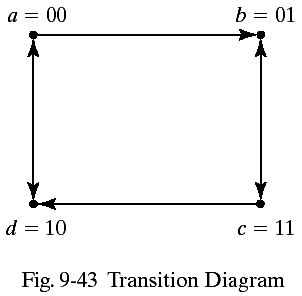 a = 00 b = 01
d = 10 c = 11
Fig. 9-43 Transition Diagram